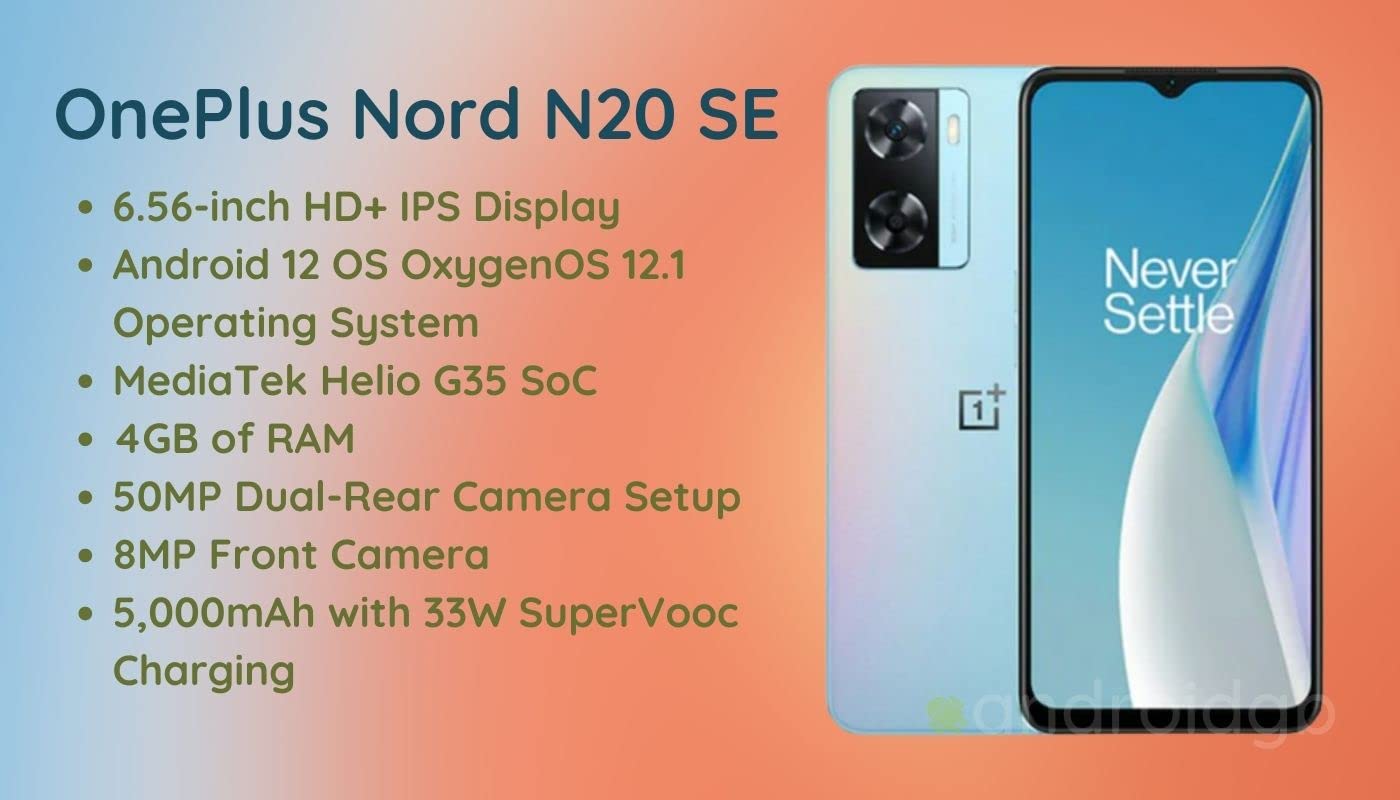 OnePlus Nord N20 SE
• 6.56-inch HD+ IPS Display
• Android 12 OS OxygenOS 12.1
Operating System
• MediaTek Helio G35 SoC
• 4GB of RAM
• 50MP Dual-Rear Camera Setup
• 8MP Front Camera
• 5,000mAh with 33W SuperVooc
Charging
Never
Settle
1+
androidgo